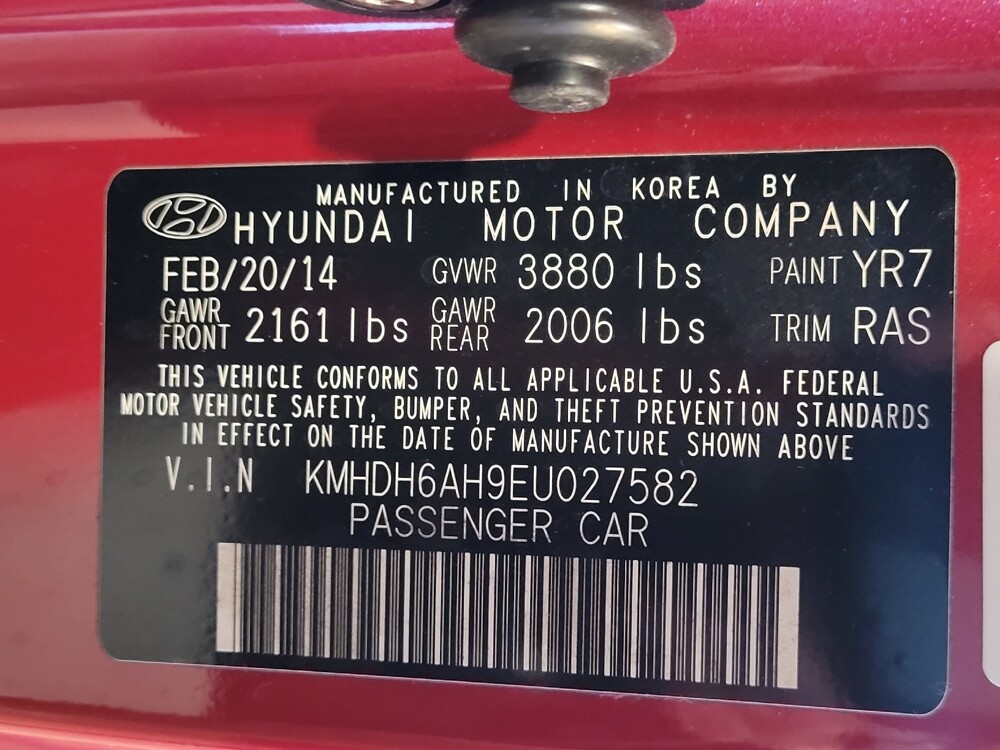 MANUFACTURED IN KOREA BY
HYUNDAI MOTOR COMPANY
FEB/20/14 GVWR 3880 lbs PAINT YR7
GAWR FRONT 2161 lbs GAWR REAR 2006 lbs TRIM RAS
THIS VEHICLE CONFORMS TO ALL APPLICABLE U.S.A. FEDERAL
MOTOR VEHICLE SAFETY, BUMPER, AND THEFT PREVENTION STANDARDS
IN EFFECT ON THE DATE OF MANUFACTURE SHOWN ABOVE
V.I.N KMHDH6AH9EU027582
PASSENGER CAR